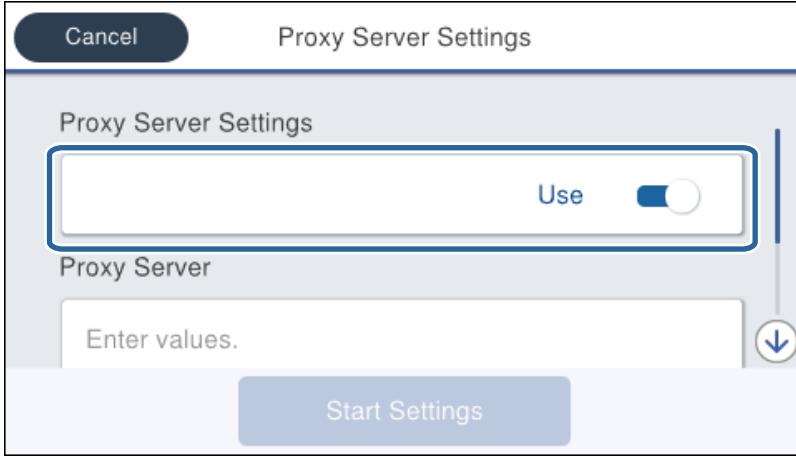 Cancel
Proxy Server Settings
Proxy Server Settings
Use
Proxy Server
Enter values.
Start Settings